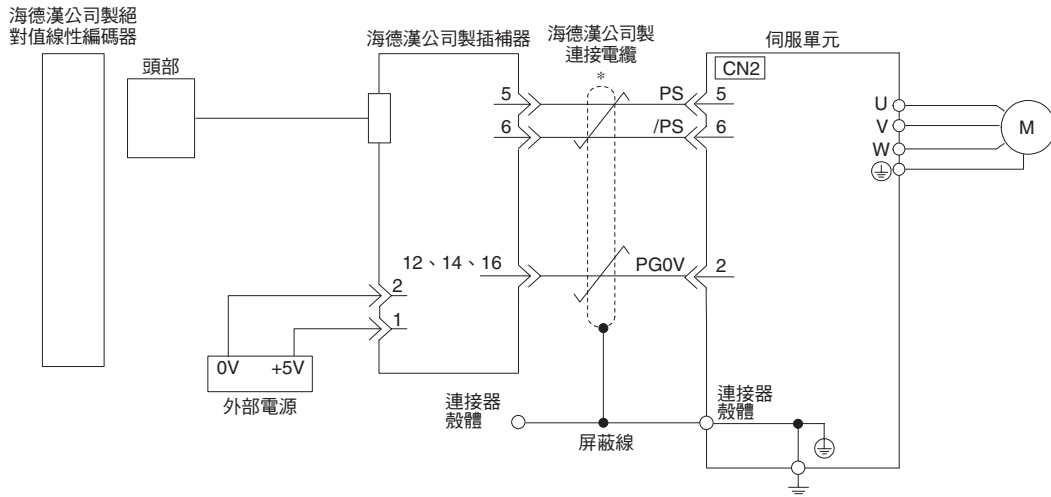 海德漢公司製絕
對值線性編碼器
頭部
海德漢公司製插補器
海德漢公司製
連接電纜
*
伺服單元
CN2
5
PS
5
6
/PS
6
12、14、16
PG0V
2
U
V
W
M
2
1
0V
+5V
外部電源
連接器
殼體
屏蔽線
連接器
殼體